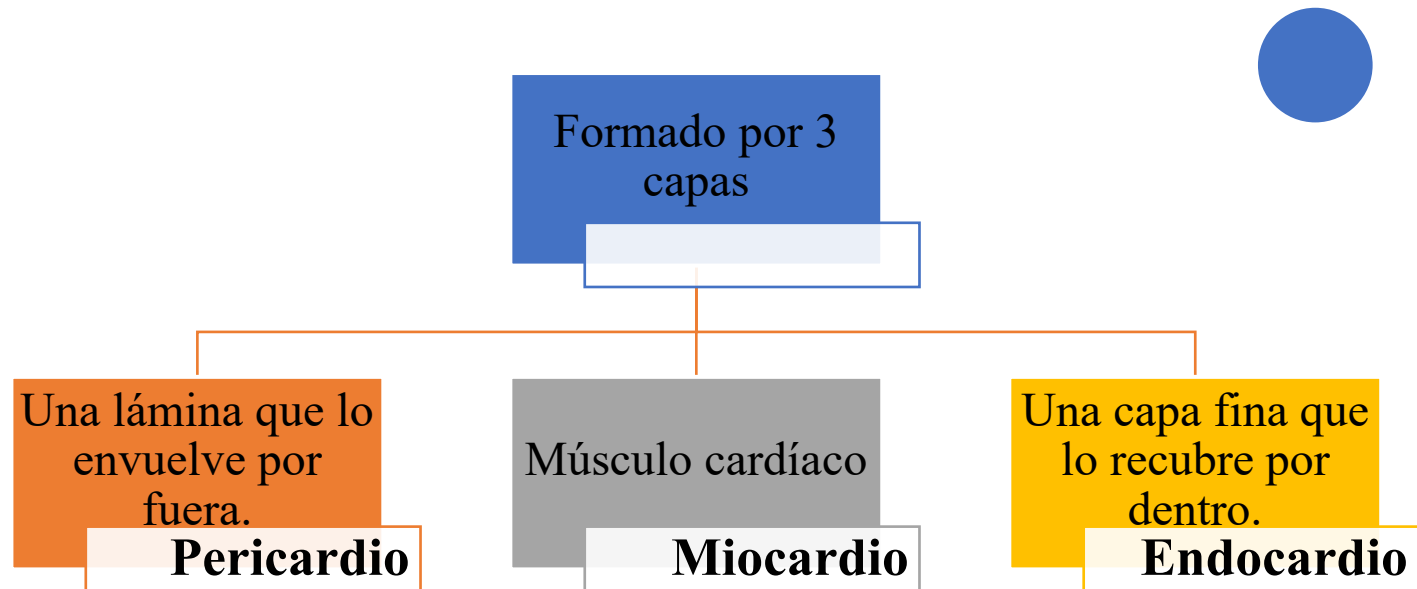 Formado por 3
capas
Una lámina que lo
envuelve por
fuera.
Pericardio
Músculo cardíaco
Miocardio
Una capa fina que
lo recubre por
dentro.
Endocardio